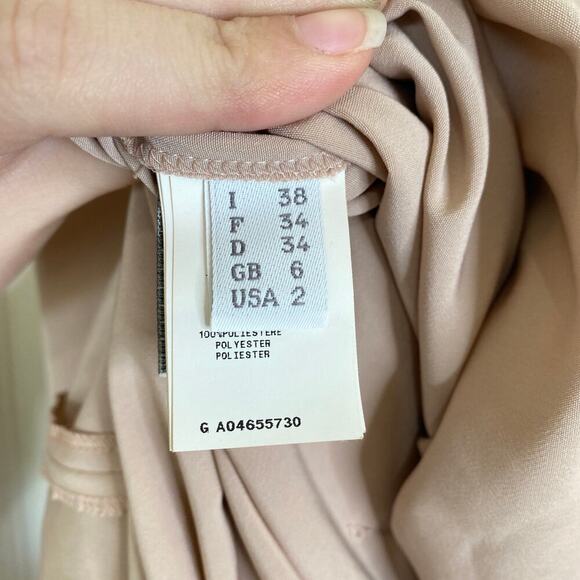 I 38
F 34
D 34
GB 6
USA 2
100%POLIESTERE
POLYESTER
POLIESTER
G A04655730